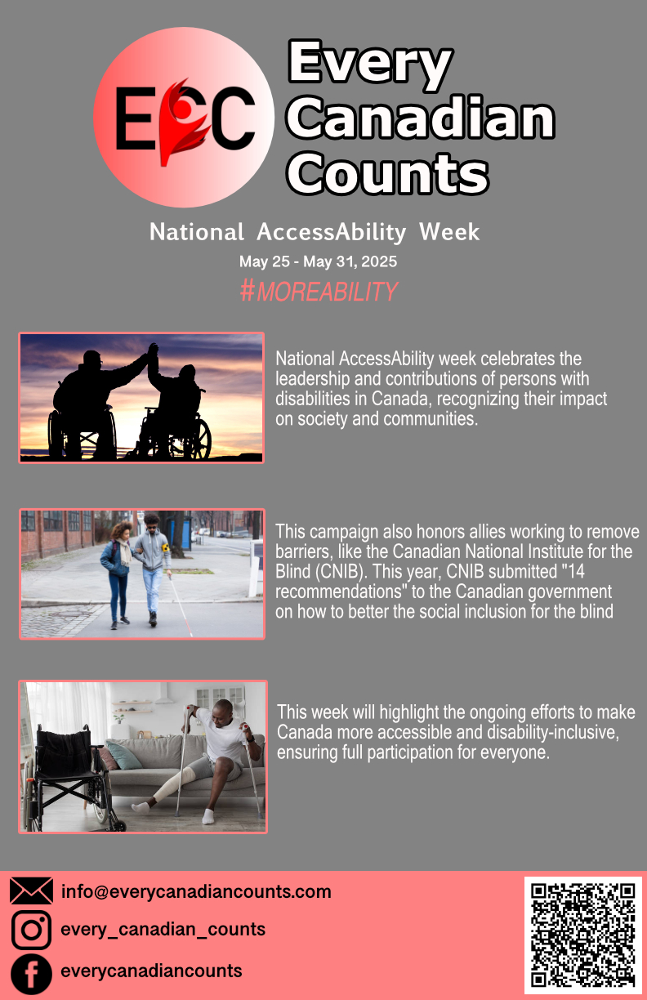 ECC
Every
Canadian
Counts
National AccessAbility Week
May 25 - May 31, 2025
#MOREABILITY
National AccessAbility week celebrates the
leadership and contributions of persons with
disabilities in Canada, recognizing their impact
on society and communities.
This campaign also honors allies working to remove
barriers, like the Canadian National Institute for the
Blind (CNIB). This year, CNIB submitted "14
recommendations" to the Canadian government
on how to better the social inclusion for the blind
This week will highlight the ongoing efforts to make
Canada more accessible and disability-inclusive,
ensuring full participation for everyone.
info@everycanadiancounts.com
every_canadian_counts
everycanadiancounts